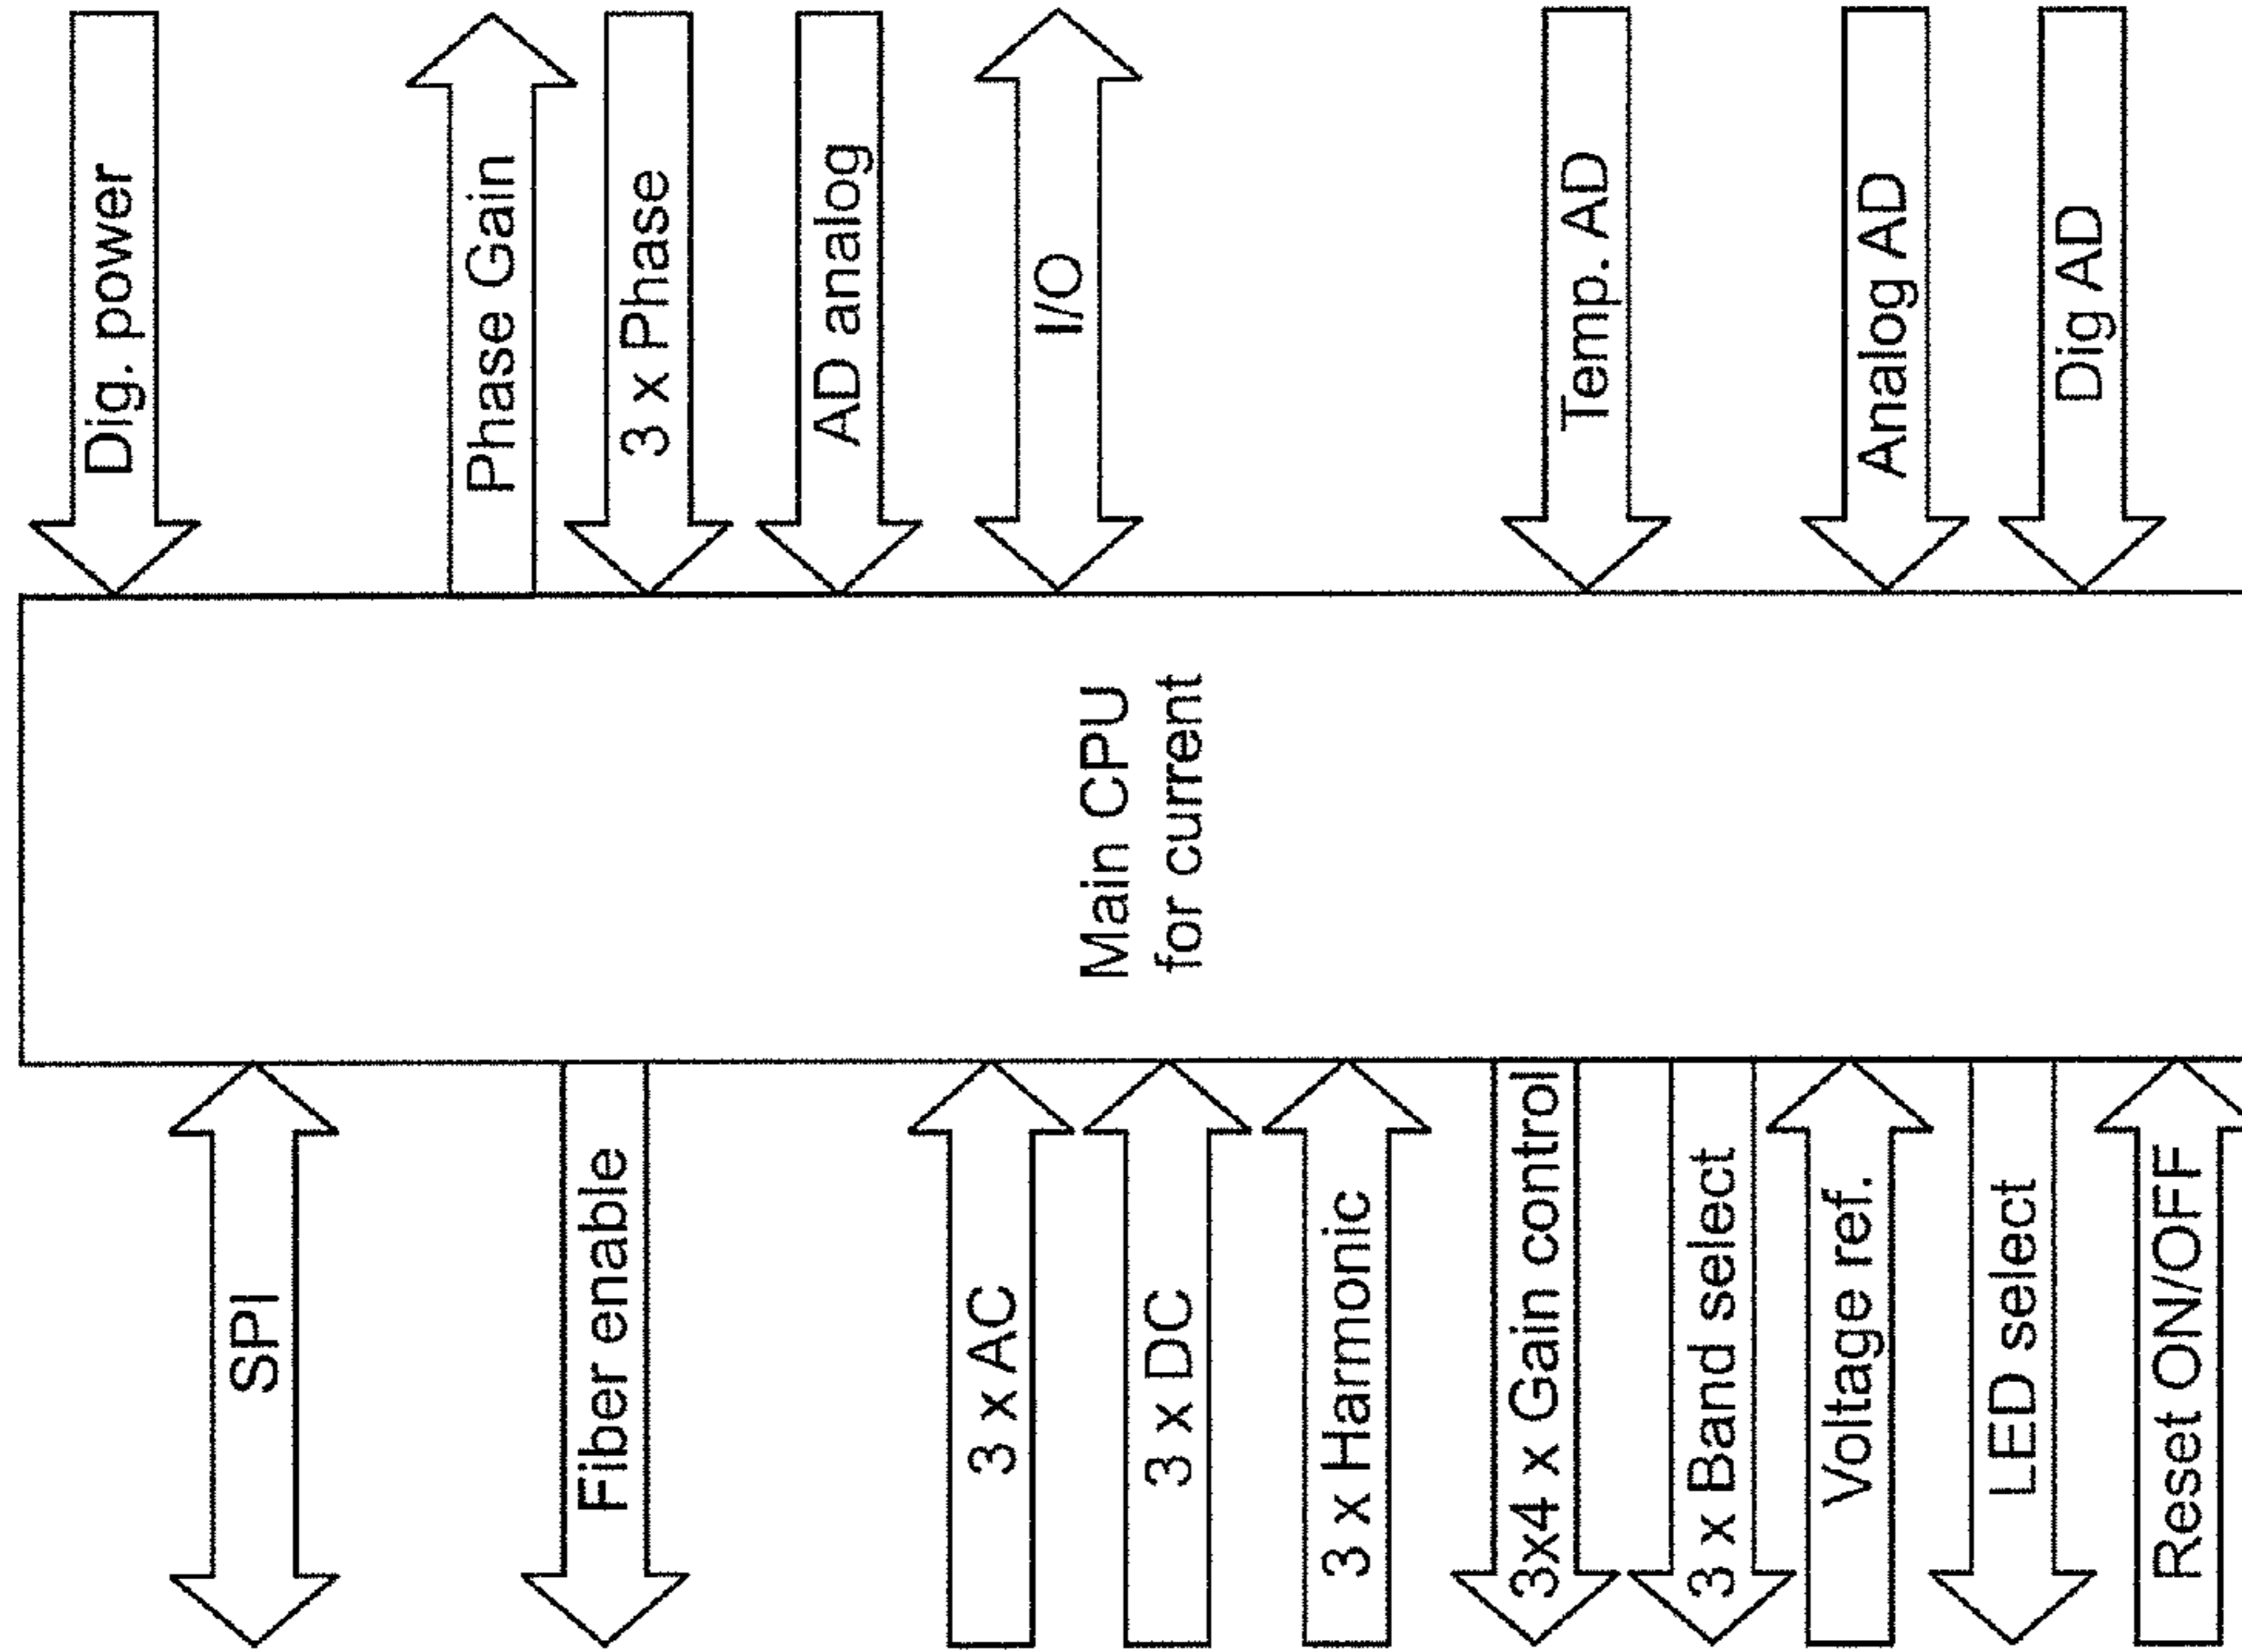 Dig. power
Phase Gain
3 x Phase
AD analog
I/O
Temp. AD
Analog AD
Dig AD
Main CPU
for current
SPI
Fiber enable
3 x AC
3 x DC
3 x Harmonic
3x4 x Gain control
3 x Band select
Voltage ref.
LED select
Reset ON/OFF